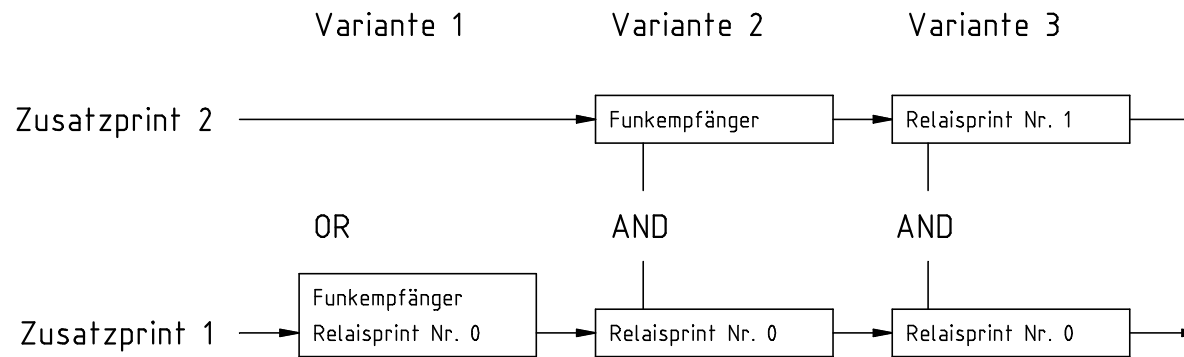 Variante 1 Variante 2 Variante 3
Zusatzprint 2 Funkempfänger Relaisprint Nr. 1
OR AND AND
Funkempfänger
Zusatzprint 1 Relaisprint Nr. 0 Relaisprint Nr. 0 Relaisprint Nr. 0